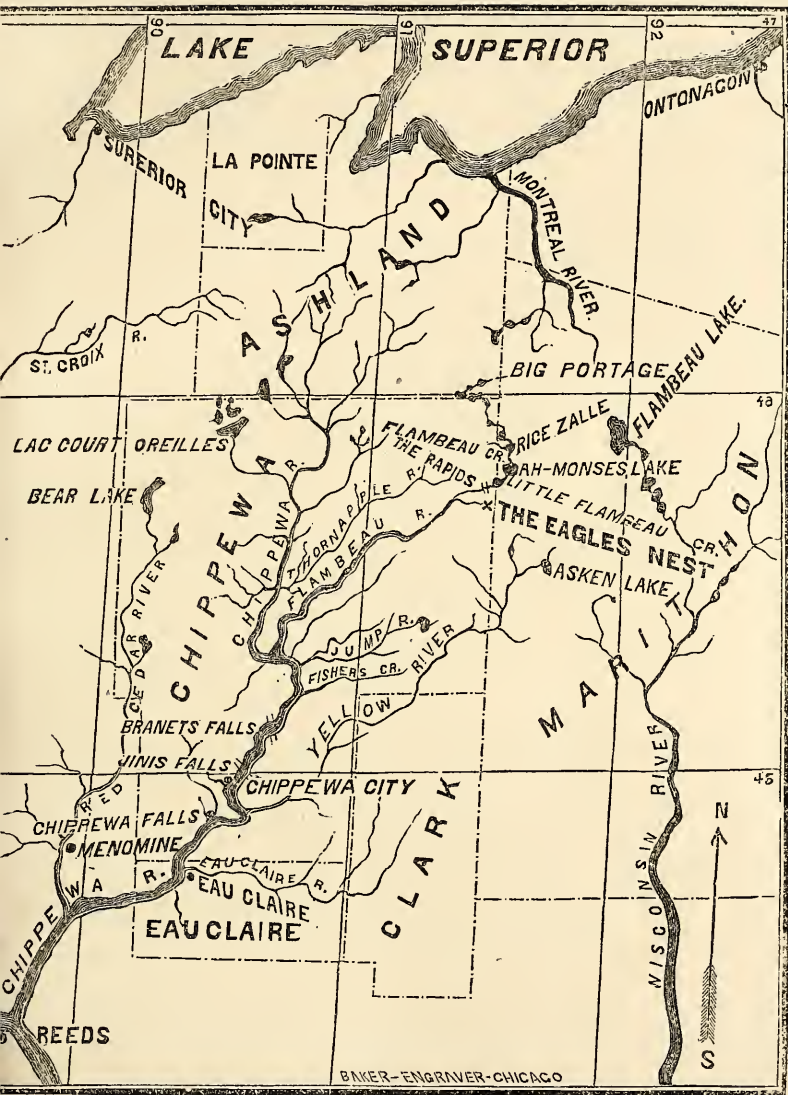 90
91
92
47
LAKE SUPERIOR
ONTONAGON
SURERIOR CITY
LA POINTE
MONTREAL RIVER.
ASHLAND
ST. CROIX R.
BIG PORTAGE
FLAMBEAU LAKE.
43
RICE ZALLE
FLAMBEAU CR.
THE RAPIDS
LAC COURT OREILLES
AH-MONSES LAKE
BEAR LAKE
LITTLE FLAMBEAU CR.
CHIPPEWA
CHIPPEWA R.
THORNAPPLE R.
FLAMBEAU R.
THE EAGLES NEST
ASKEN LAKE
MARITHON
CEDAR RIVER
JUMP R.
FISHERS CR.
YELLOW RIVER
BRANETS FALLS
JINIS FALLS
CHIPPEWA CITY
45
RED
CHIPPEWA FALLS
MENOMINE
CLARK
WISCONSIN RIVER
N
EAU CLAIRE R.
EAU CLAIRE
EAU CLAIRE
CHIPPEWA R.
REEDS
S
BAKER-ENGRAVER-CHICAGO